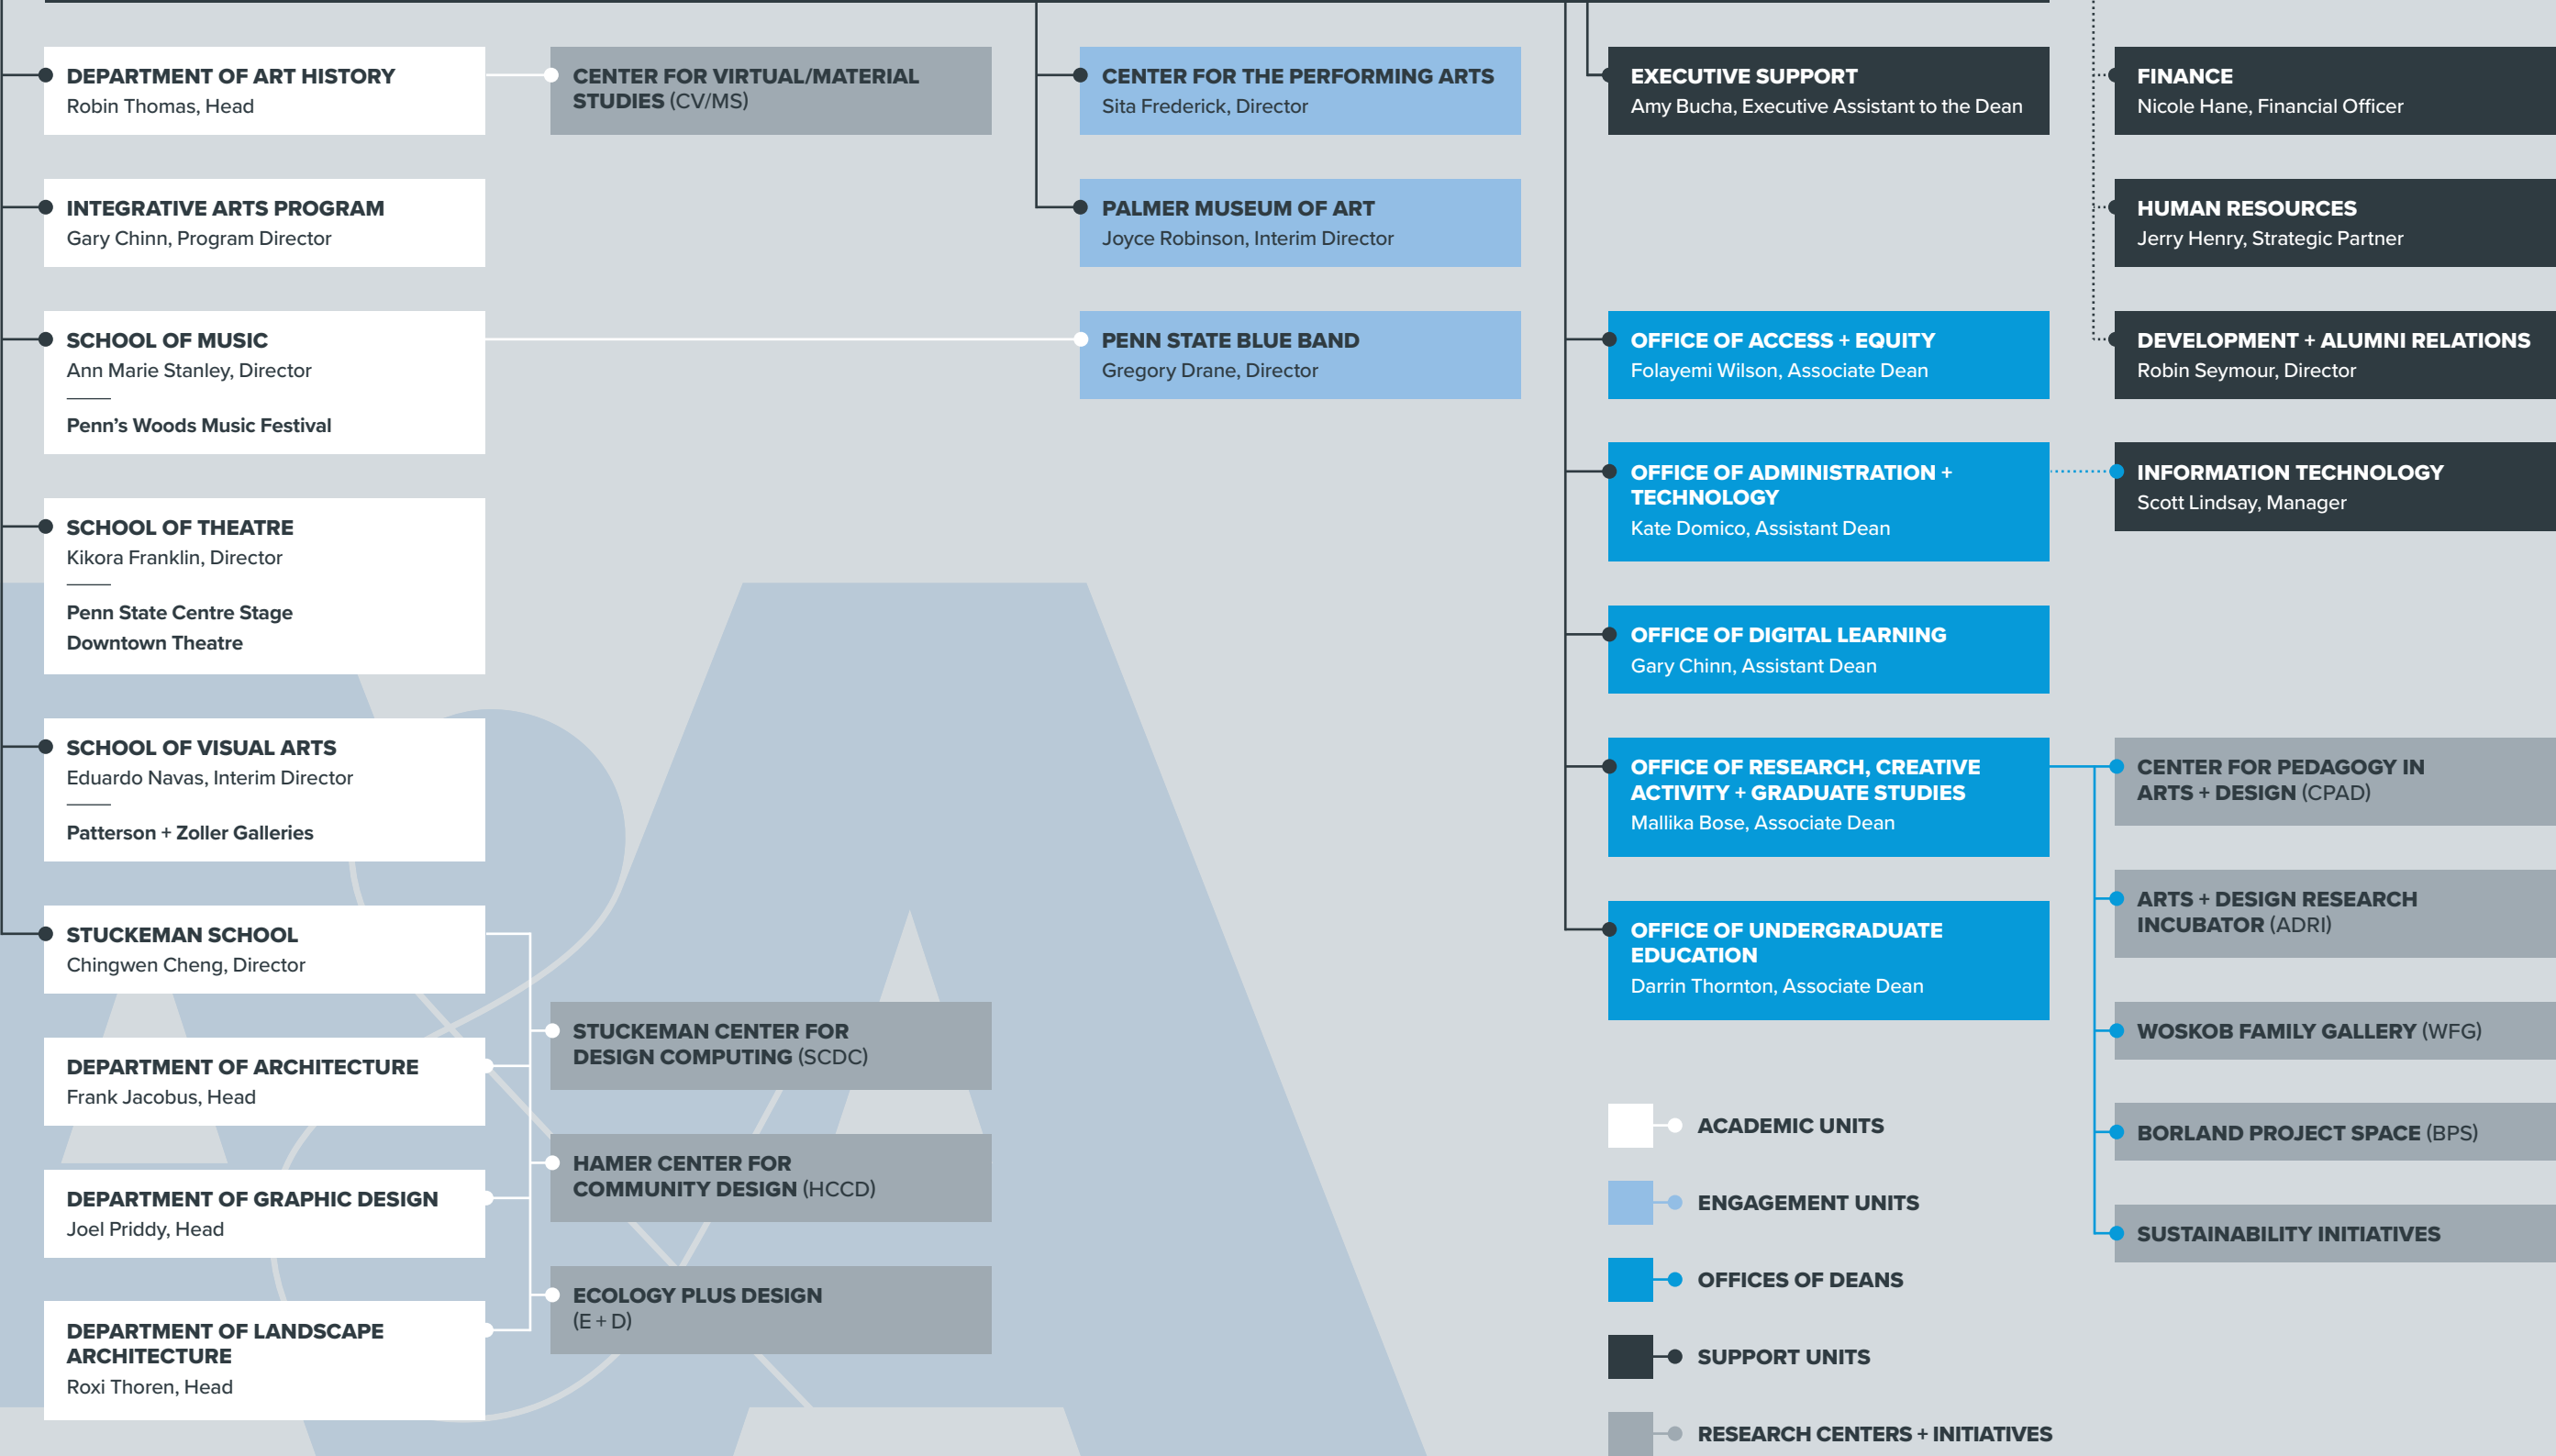 DEPARTMENT OF ART HISTORY
Robin Thomas, Head
INTEGRATIVE ARTS PROGRAM
Gary Chinn, Program Director
SCHOOL OF MUSIC
Ann Marie Stanley, Director
Penn’s Woods Music Festival
SCHOOL OF THEATRE
Kikora Franklin, Director
Penn State Centre Stage
Downtown Theatre
SCHOOL OF VISUAL ARTS
Eduardo Navas, Interim Director
Patterson + Zoller Galleries
STUCKEMAN SCHOOL
Chingwen Cheng, Director
DEPARTMENT OF ARCHITECTURE
Frank Jacobus, Head
DEPARTMENT OF GRAPHIC DESIGN
Joel Priddy, Head
DEPARTMENT OF LANDSCAPE
ARCHITECTURE
Roxi Thoren, Head
CENTER FOR VIRTUAL/MATERIAL
STUDIES (CV/MS)
STUCKEMAN CENTER FOR
DESIGN COMPUTING (SCDC)
HAMER CENTER FOR
COMMUNITY DESIGN (HCCD)
ECOLOGY PLUS DESIGN
(E + D)
CENTER FOR THE PERFORMING ARTS
Sita Frederick, Director
PALMER MUSEUM OF ART
Joyce Robinson, Interim Director
PENN STATE BLUE BAND
Gregory Drane, Director
EXECUTIVE SUPPORT
Amy Bucha, Executive Assistant to the Dean
OFFICE OF ACCESS + EQUITY
Folayemi Wilson, Associate Dean
OFFICE OF ADMINISTRATION +
TECHNOLOGY
Kate Domico, Assistant Dean
OFFICE OF DIGITAL LEARNING
Gary Chinn, Assistant Dean
OFFICE OF RESEARCH, CREATIVE
ACTIVITY + GRADUATE STUDIES
Mallika Bose, Associate Dean
OFFICE OF UNDERGRADUATE
EDUCATION
Darrin Thornton, Associate Dean
FINANCE
Nicole Hane, Financial Officer
HUMAN RESOURCES
Jerry Henry, Strategic Partner
DEVELOPMENT + ALUMNI RELATIONS
Robin Seymour, Director
INFORMATION TECHNOLOGY
Scott Lindsay, Manager
CENTER FOR PEDAGOGY IN
ARTS + DESIGN (CPAD)
ARTS + DESIGN RESEARCH
INCUBATOR (ADRI)
WOSKOB FAMILY GALLERY (WFG)
BORLAND PROJECT SPACE (BPS)
SUSTAINABILITY INITIATIVES
ACADEMIC UNITS
ENGAGEMENT UNITS
OFFICES OF DEANS
SUPPORT UNITS
RESEARCH CENTERS + INITIATIVES